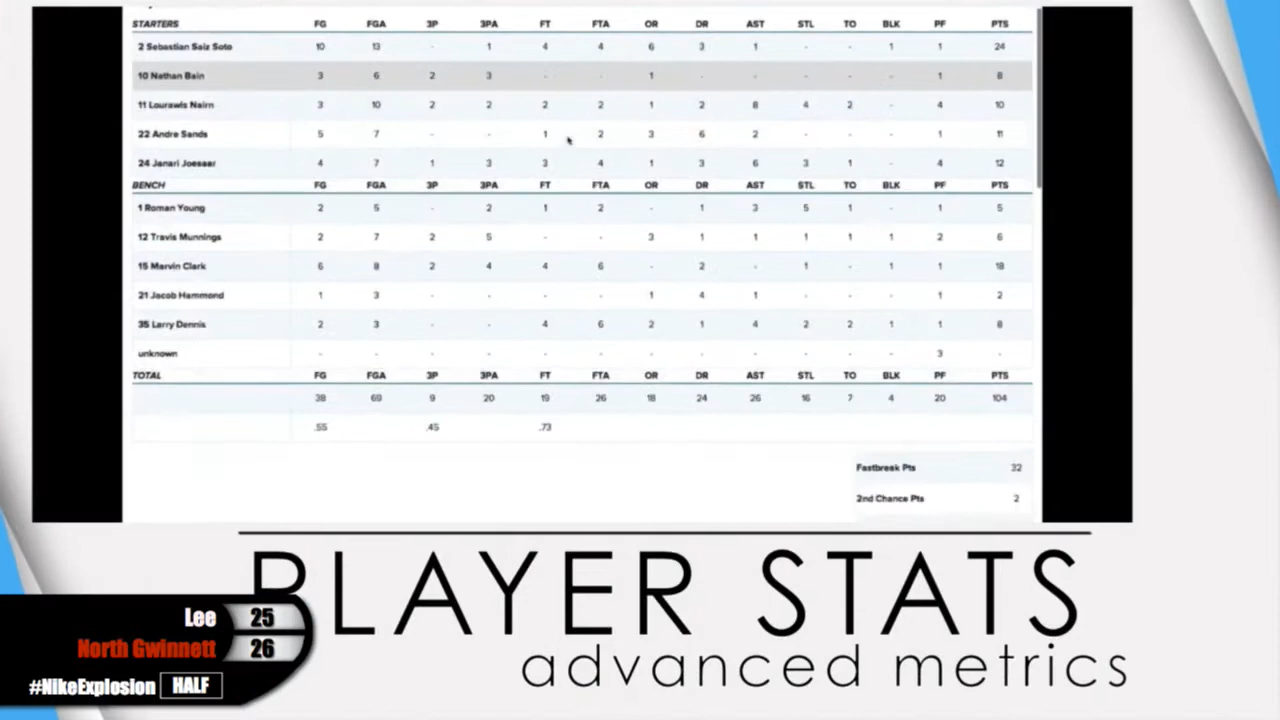 STARTERS FG FGA 3P 3PA FT FTA OR DR AST STL TO BLK PF PTS
2 Sebastian Saiz Soto 10 13 - 1 4 4 6 3 1 - - 1 1 24
10 Nathan Bain 3 6 2 3 - - 1 - - - - - 1 8
11 Lourawls Nairn 3 10 2 2 2 2 1 2 8 4 2 - 4 10
22 Andre Sands 5 7 - - 1 2 3 6 2 - - - 1 11
24 Janari Joesaar 4 7 1 3 3 4 1 3 6 3 1 - 4 12
BENCH FG FGA 3P 3PA FT FTA OR DR AST STL TO BLK PF PTS
1 Roman Young 2 5 - 2 1 2 - 1 3 5 1 - 1 5
12 Travis Munnings 2 7 2 5 - - 3 1 1 1 1 1 2 6
15 Marvin Clark 6 8 2 4 4 6 - 2 - 1 - 1 1 18
21 Jacob Hammond 1 3 - - - - 1 4 1 - - - 1 2
35 Larry Dennis 2 3 - - 4 6 2 1 4 2 2 1 1 8
unknown - - - - - - - - - - - - 3 -
TOTAL FG FGA 3P 3PA FT FTA OR DR AST STL TO BLK PF PTS
38 69 9 20 19 26 18 24 26 16 7 4 20 104
.55 .45 .73
Fastbreak Pts 32
2nd Chance Pts 2
PLAYER STATS
advanced metrics
Lee 25
North Gwinnett 26
#NikeExplosion HALF